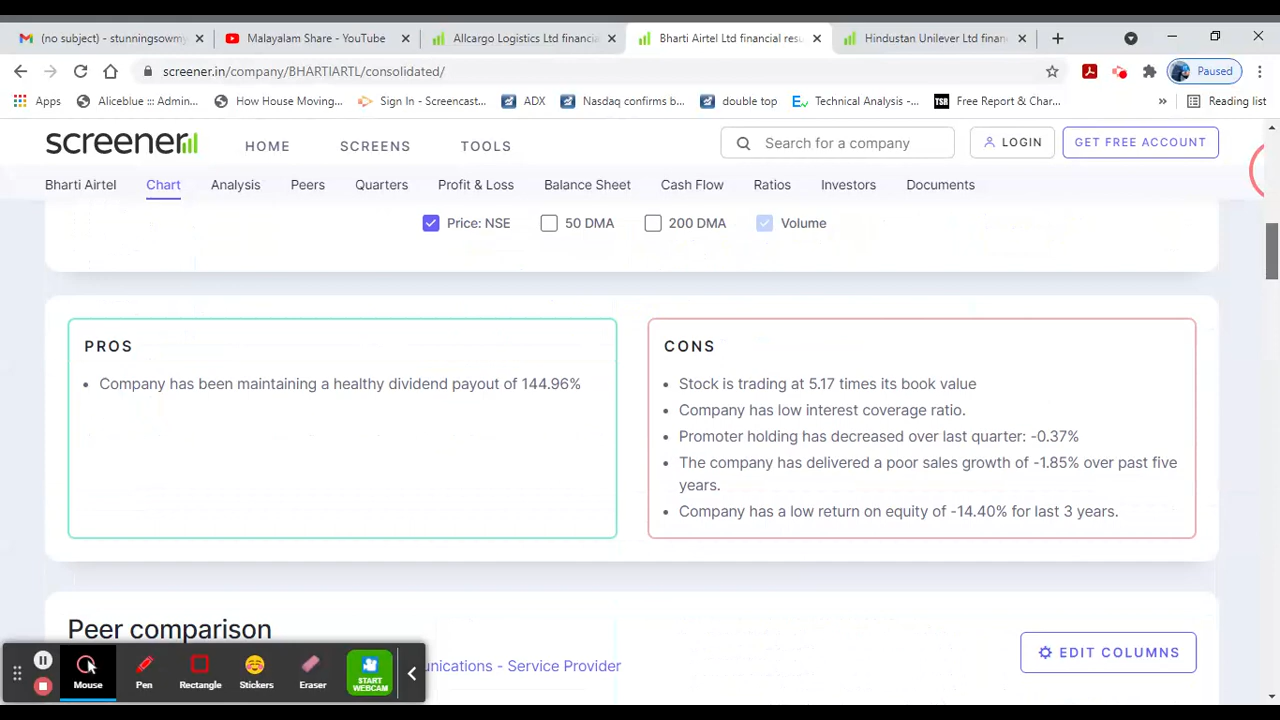 (no subject) - stunningsowmy
Malayalam Share - YouTube
Allcargo Logistics Ltd financial
Bharti Airtel Ltd financial resu
Hindustan Unilever Ltd finan
screener.in/company/BHARTIARTL/consolidated/
Paused
Apps
Aliceblue ::: Admin...
How House Moving...
Sign In - Screencast...
ADX
Nasdaq confirms b...
double top
Technical Analysis -...
TSR
Free Report & Char...
»
Reading list
screener
HOME
SCREENS
TOOLS
Search for a company
LOGIN
GET FREE ACCOUNT
Bharti Airtel
Chart
Analysis
Peers
Quarters
Profit & Loss
Balance Sheet
Cash Flow
Ratios
Investors
Documents
Price: NSE
50 DMA
200 DMA
Volume
PROS
• Company has been maintaining a healthy dividend payout of 144.96%
CONS
• Stock is trading at 5.17 times its book value
• Company has low interest coverage ratio.
• Promoter holding has decreased over last quarter: -0.37%
• The company has delivered a poor sales growth of -1.85% over past five
years.
• Company has a low return on equity of -14.40% for last 3 years.
Peer comparison
munications - Service Provider
EDIT COLUMNS
Mouse
Pen
Rectangle
Stickers
Eraser
START
WEBCAM